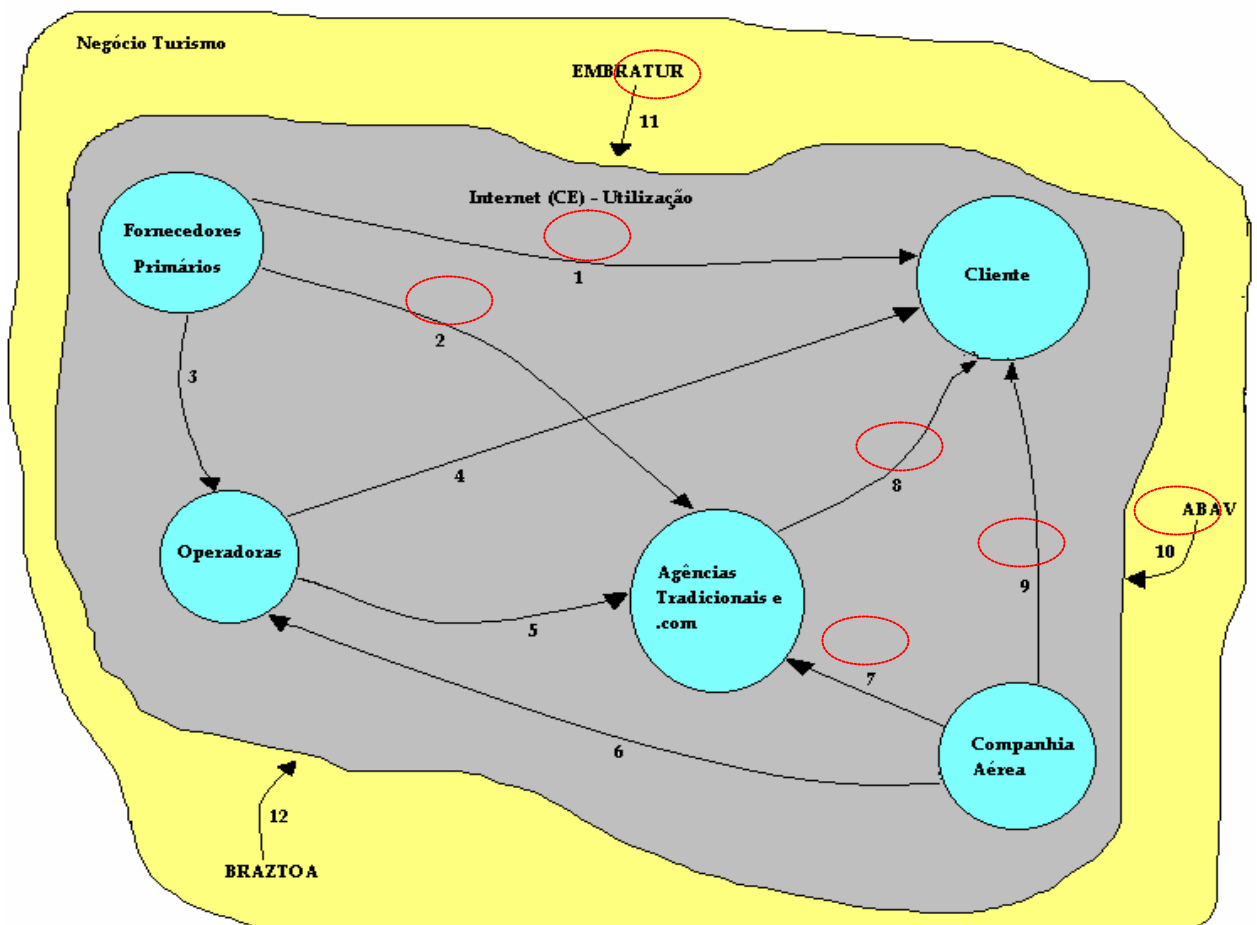 Negócio Turismo
EMBRATUR
11
Internet (CE) - Utilização
Fornecedores
Primários
1
Cliente
2
3
4
8
ABAV
10
Operadoras
Agências
Tradicionais e
.com
9
5
7
6
Companhia
Aérea
12
BRAZTOA